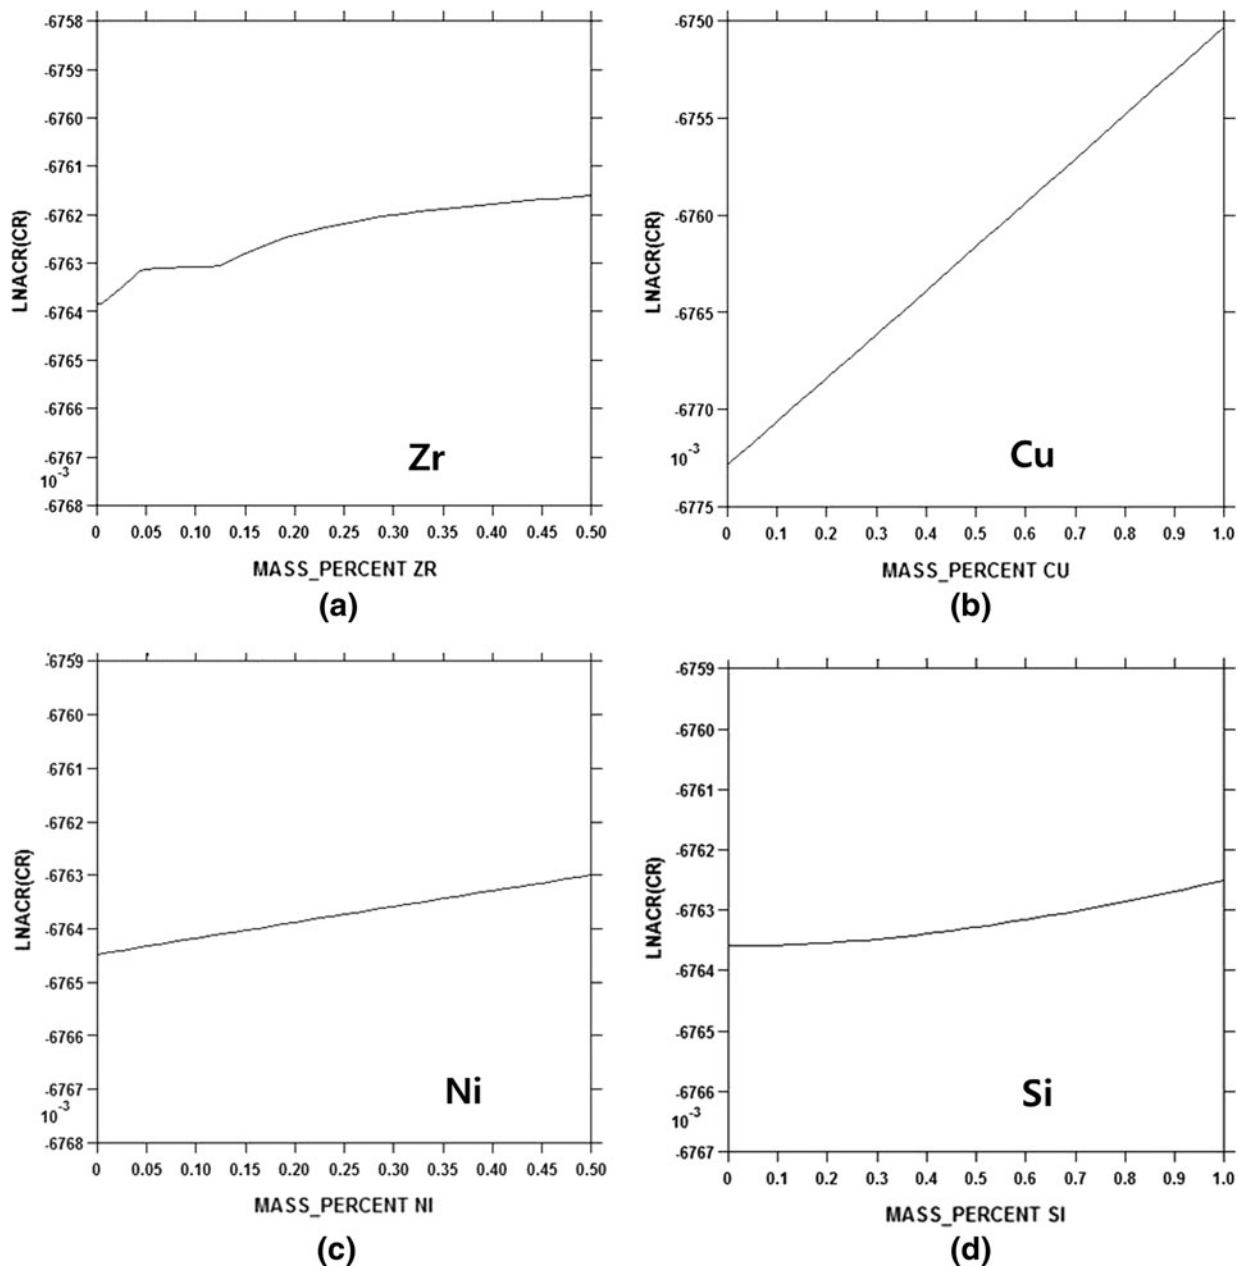 -6758
-6759
-6760
-6761
-6762
-6763
-6764
-6765
-6766
-6767
10-3
-6768
LNACR(CR)
Zr
0 0.05 0.10 0.15 0.20 0.25 0.30 0.35 0.40 0.45 0.50
MASS_PERCENT ZR
(a)
-6750
-6755
-6760
-6765
-6770
10-3
-6775
LNACR(CR)
Cu
0 0.1 0.2 0.3 0.4 0.5 0.6 0.7 0.8 0.9 1.0
MASS_PERCENT CU
(b)
-6759
-6760
-6761
-6762
-6763
-6764
-6765
-6766
-6767
10-3
-6768
LNACR(CR)
Ni
0 0.05 0.10 0.15 0.20 0.25 0.30 0.35 0.40 0.45 0.50
MASS_PERCENT NI
(c)
-6759
-6760
-6761
-6762
-6763
-6764
-6765
-6766
10-3
-6767
LNACR(CR)
Si
0 0.1 0.2 0.3 0.4 0.5 0.6 0.7 0.8 0.9 1.0
MASS_PERCENT SI
(d)